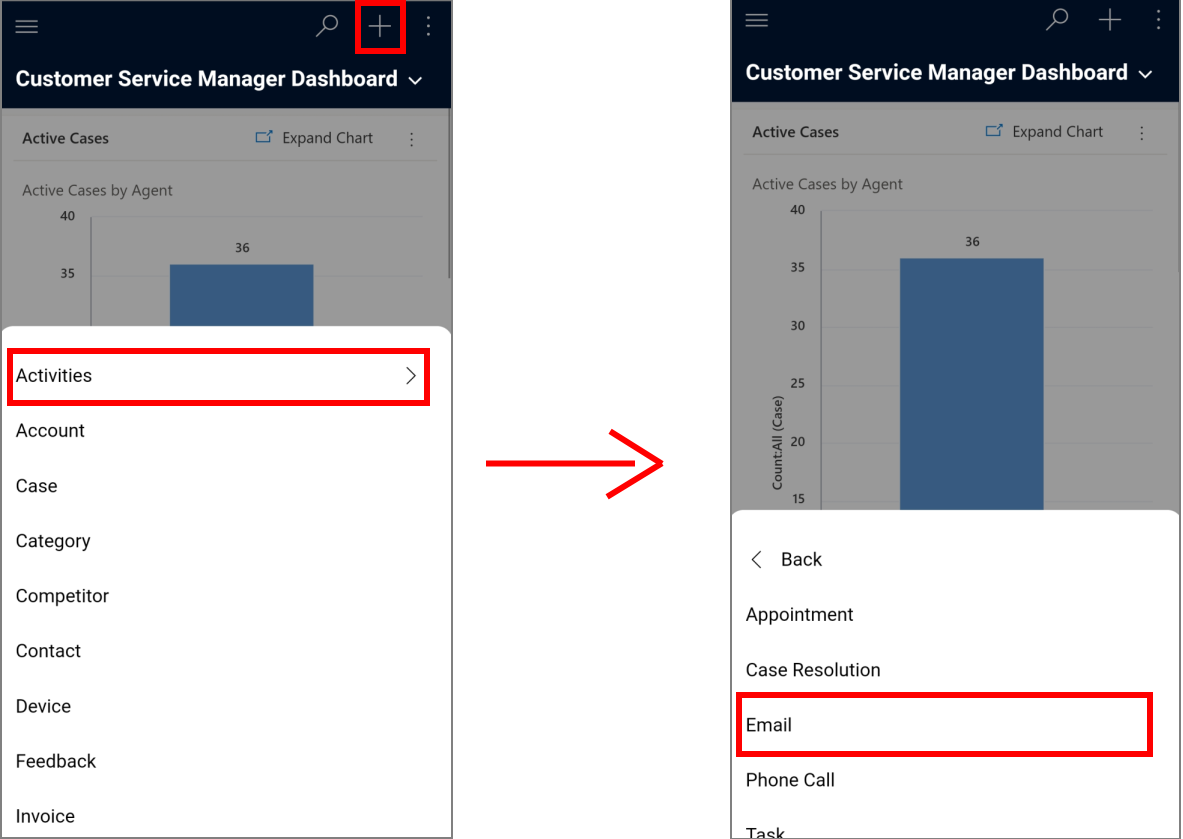 Customer Service Manager Dashboard
Active Cases
Expand Chart
Active Cases by Agent
40
36
35
Activities
Account
Case
Category
Competitor
Contact
Device
Feedback
Invoice
Customer Service Manager Dashboard
Active Cases
Expand Chart
Active Cases by Agent
40
36
35
30
25
20
15
Count:All (Case)
Back
Appointment
Case Resolution
Email
Phone Call
Task